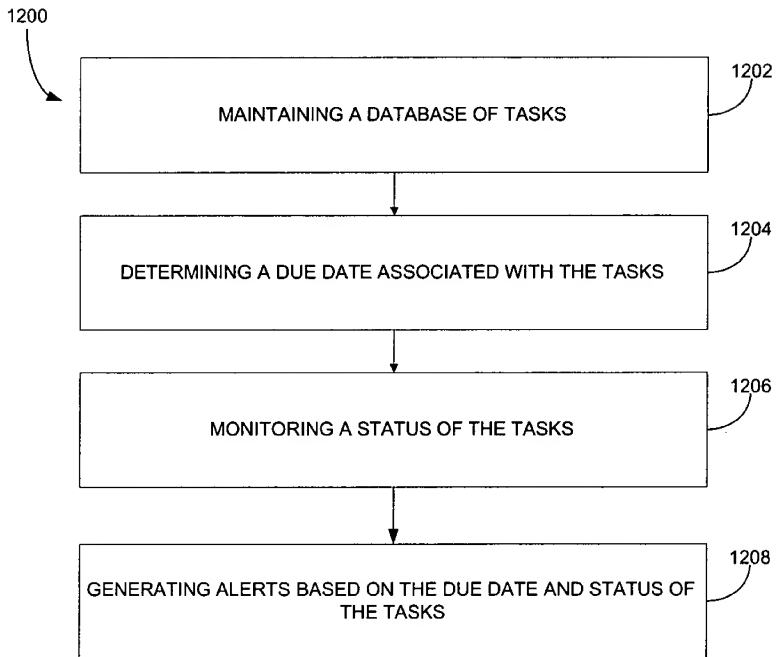 1200
1202
MAINTAINING A DATABASE OF TASKS
1204
DETERMINING A DUE DATE ASSOCIATED WITH THE TASKS
1206
MONITORING A STATUS OF THE TASKS
1208
GENERATING ALERTS BASED ON THE DUE DATE AND STATUS OF
THE TASKS